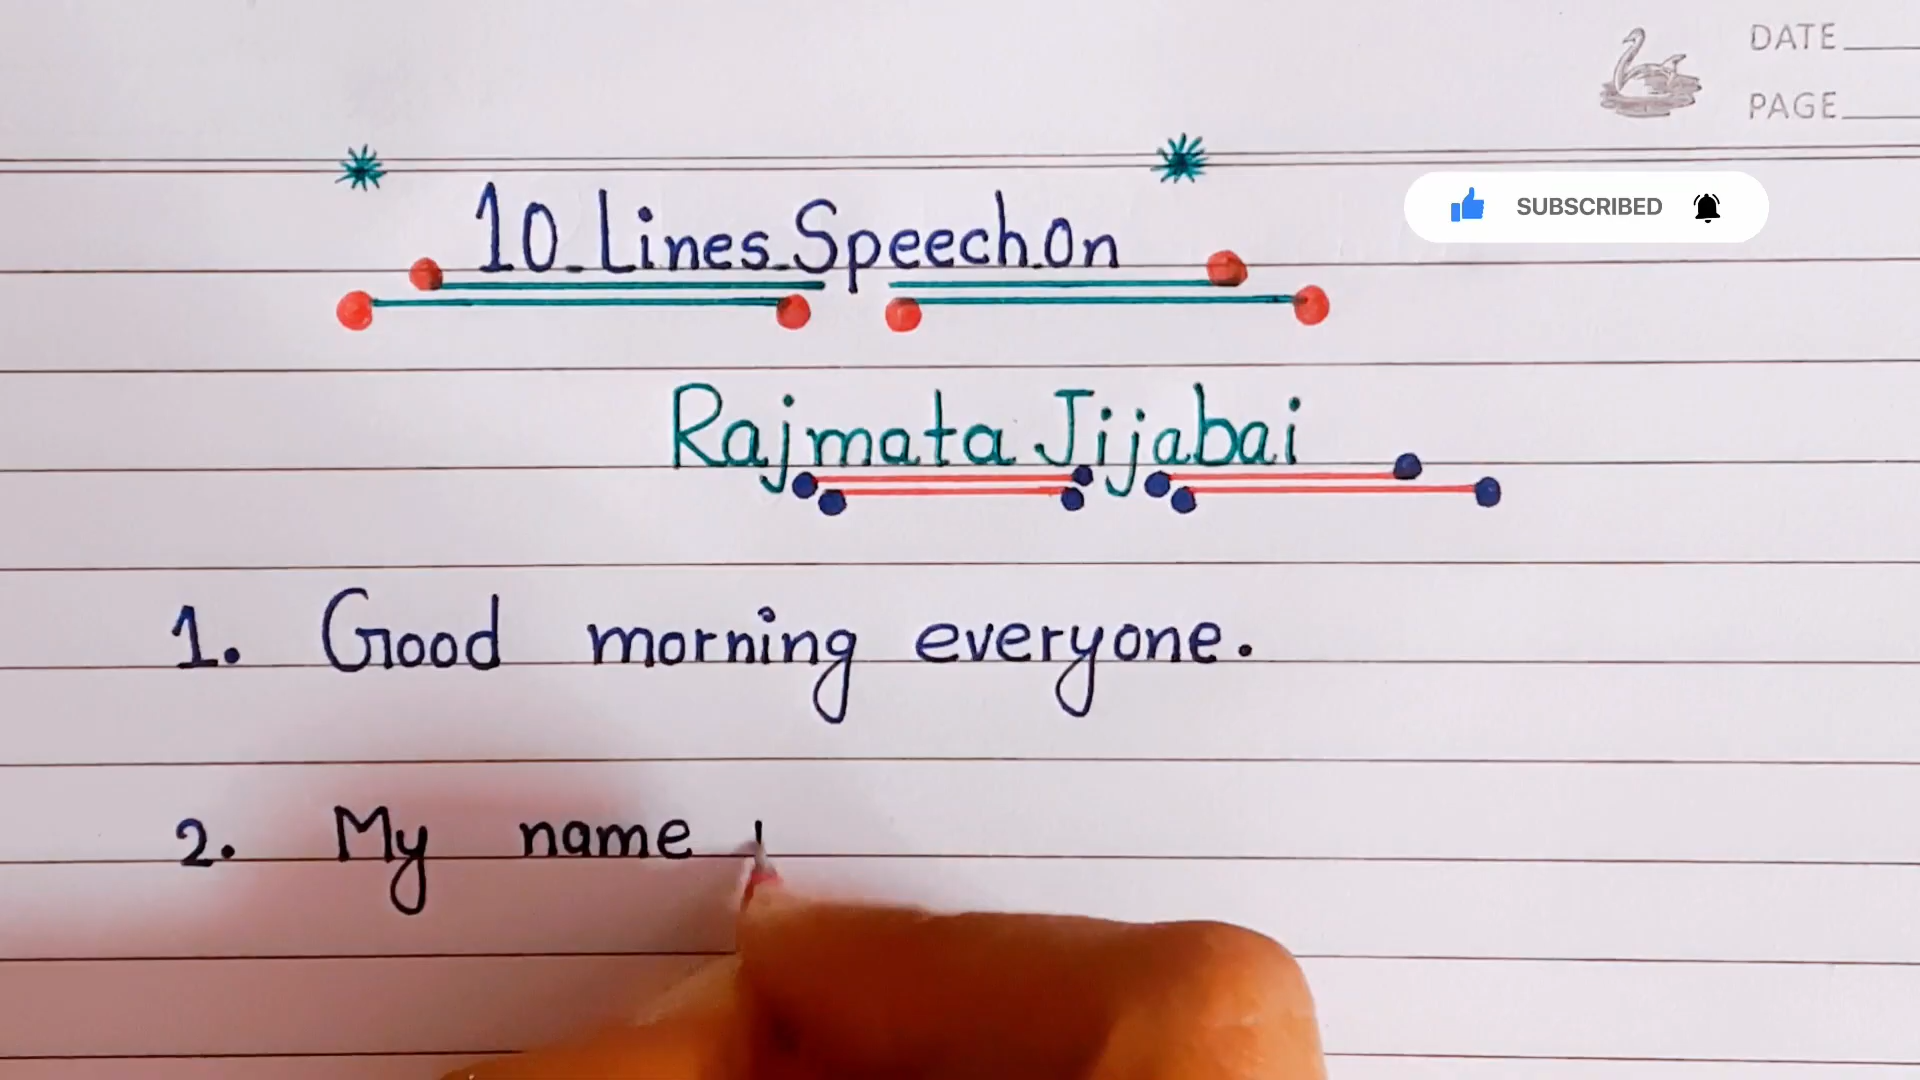 DATE
PAGE
SUBSCRIBED
10 Lines Speech On
Rajmata Jijabai
1. Good morning everyone.
2. My name